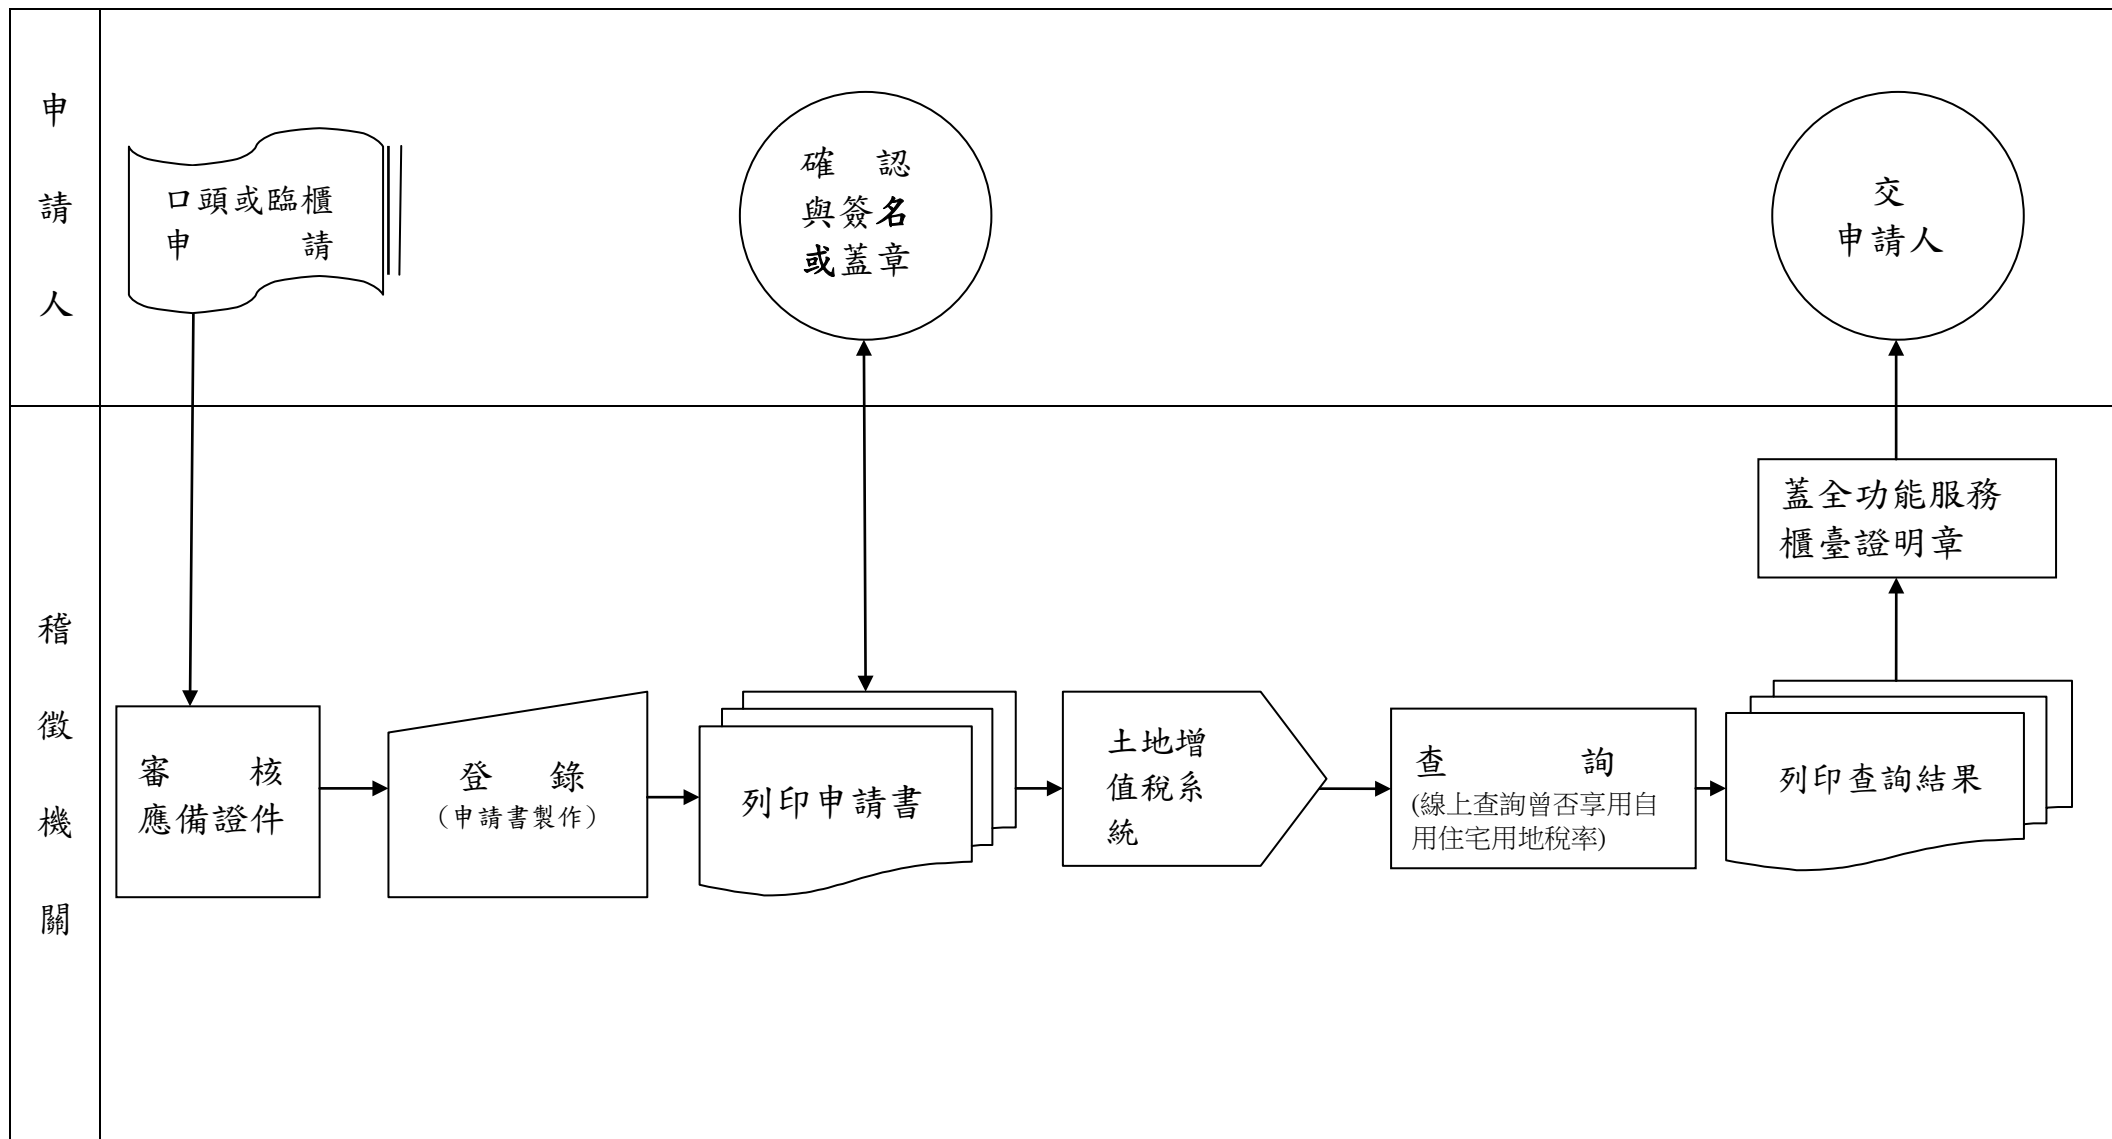 申
請
人
口頭或臨櫃
申請
確認
與簽名
或蓋章
交
申請人
稽
徵
機
關
審核
應備證件
登錄
（申請書製作）
列印申請書
土地增
值稅系
統
查詢
(線上查詢曾否享用自
用住宅用地稅率)
列印查詢結果
蓋全功能服務
櫃臺證明章